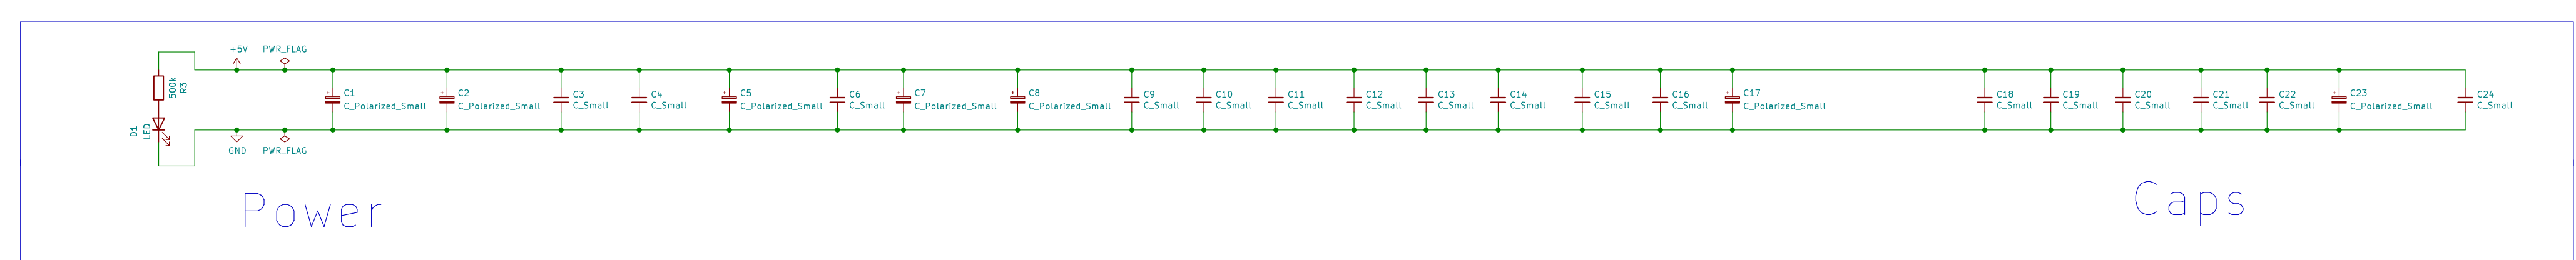 +5V
PWR_FLAG
500k
R3
D1
LED
GND
PWR_FLAG
C1
C_Polarized_Small
C2
C_Polarized_Small
C3
C_Small
C4
C_Small
C5
C_Polarized_Small
C6
C_Small
C7
C_Polarized_Small
C8
C_Polarized_Small
C9
C_Small
C10
C_Small
C11
C_Small
C12
C_Small
C13
C_Small
C14
C_Small
C15
C_Small
C16
C_Small
C17
C_Polarized_Small
C18
C_Small
C19
C_Small
C20
C_Small
C21
C_Small
C22
C_Small
C23
C_Polarized_Small
C24
C_Small
Power
Caps